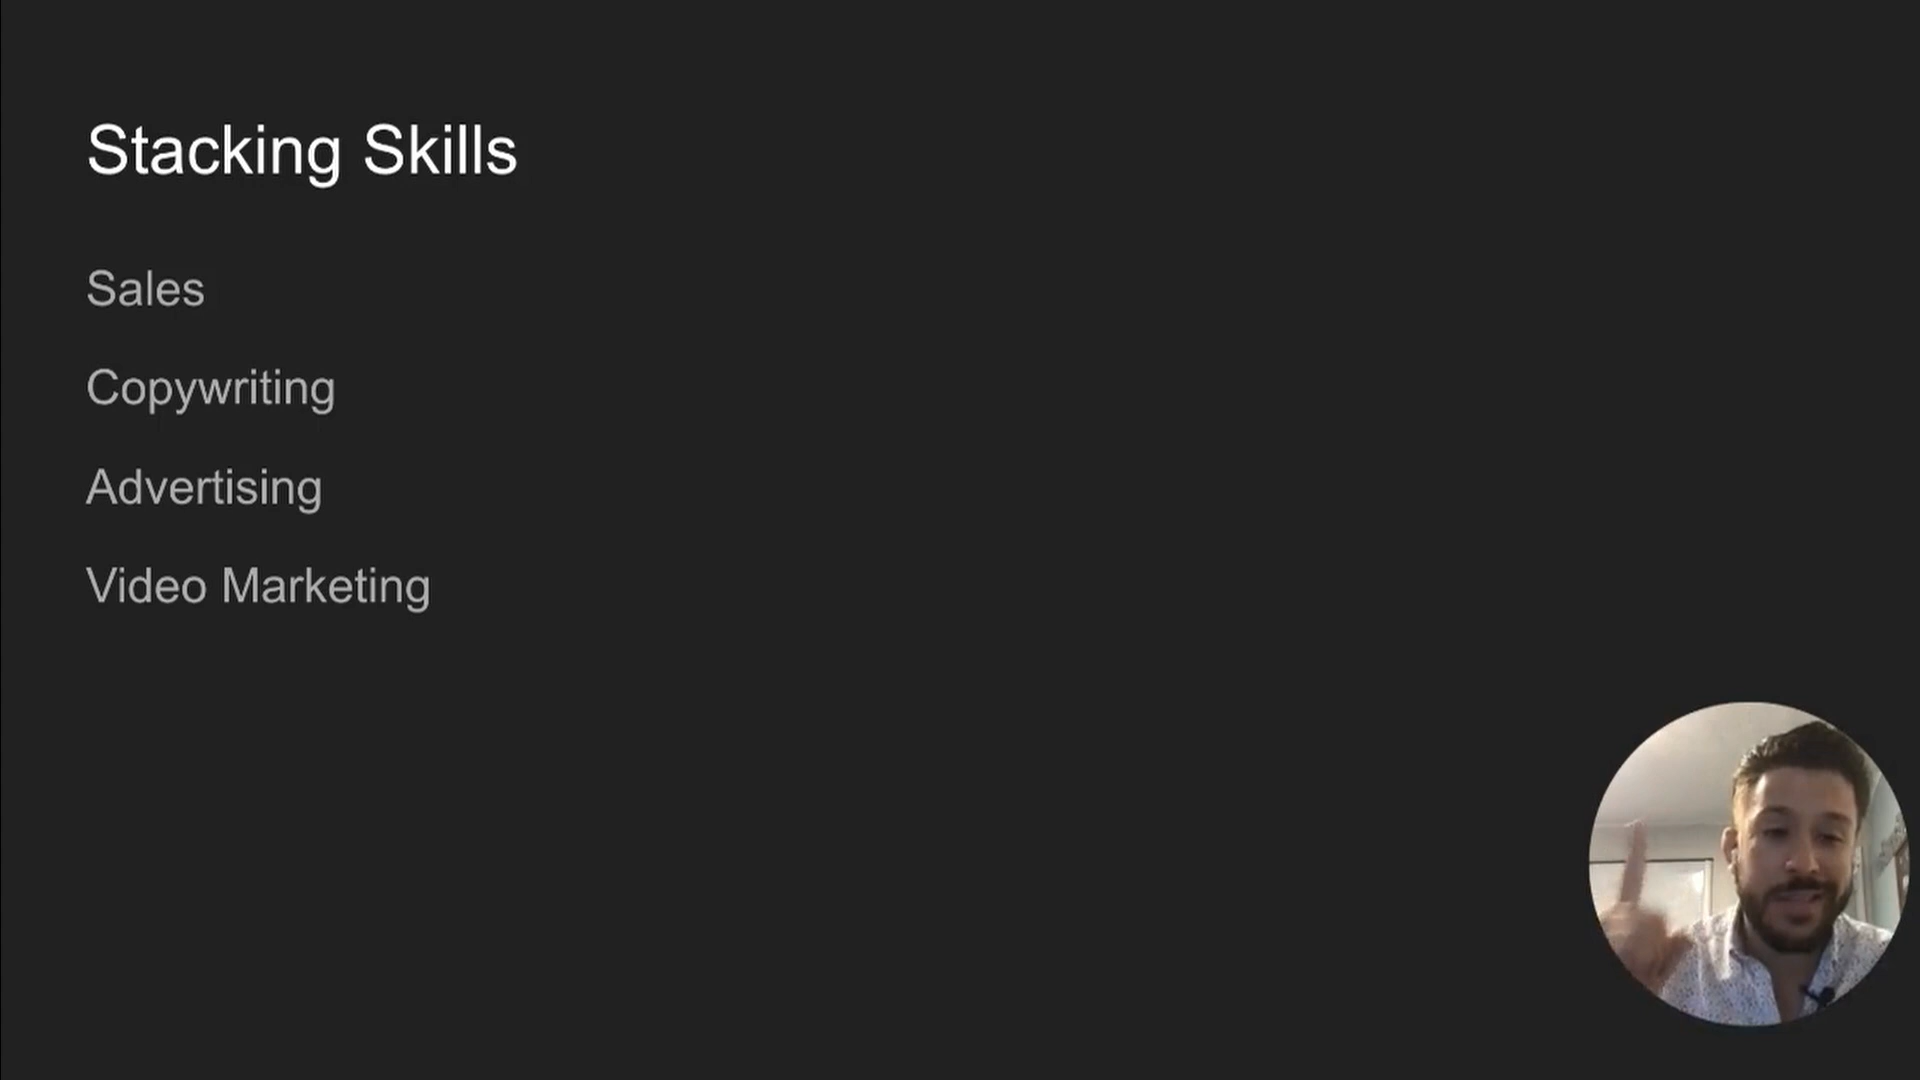 Stacking Skills
Sales
Copywriting
Advertising
Video Marketing